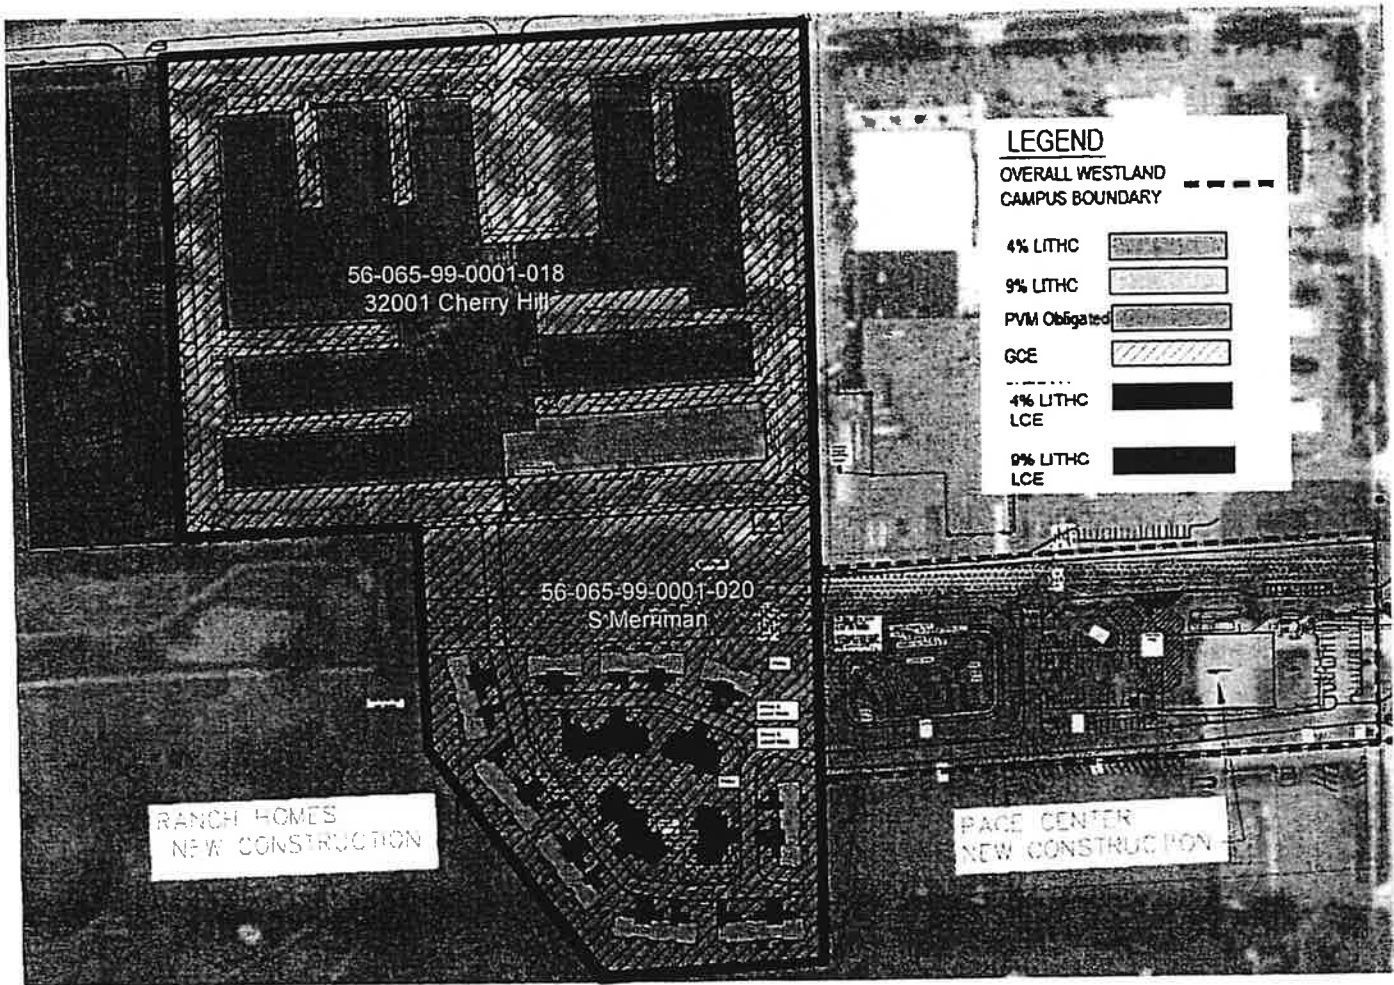 LEGEND
OVERALL WESTLAND
CAMPUS BOUNDARY
4% LITHC
9% LITHC
PVM Obligated
GCE
4% LITHC
LCE
9% LITHC
LCE
56-065-99-0001-018
32001 Cherry Hill
56-065-99-0001-020
S Merriman
RANCH HOMES
NEW CONSTRUCTION
PACE CENTER
NEW CONSTRUCTION